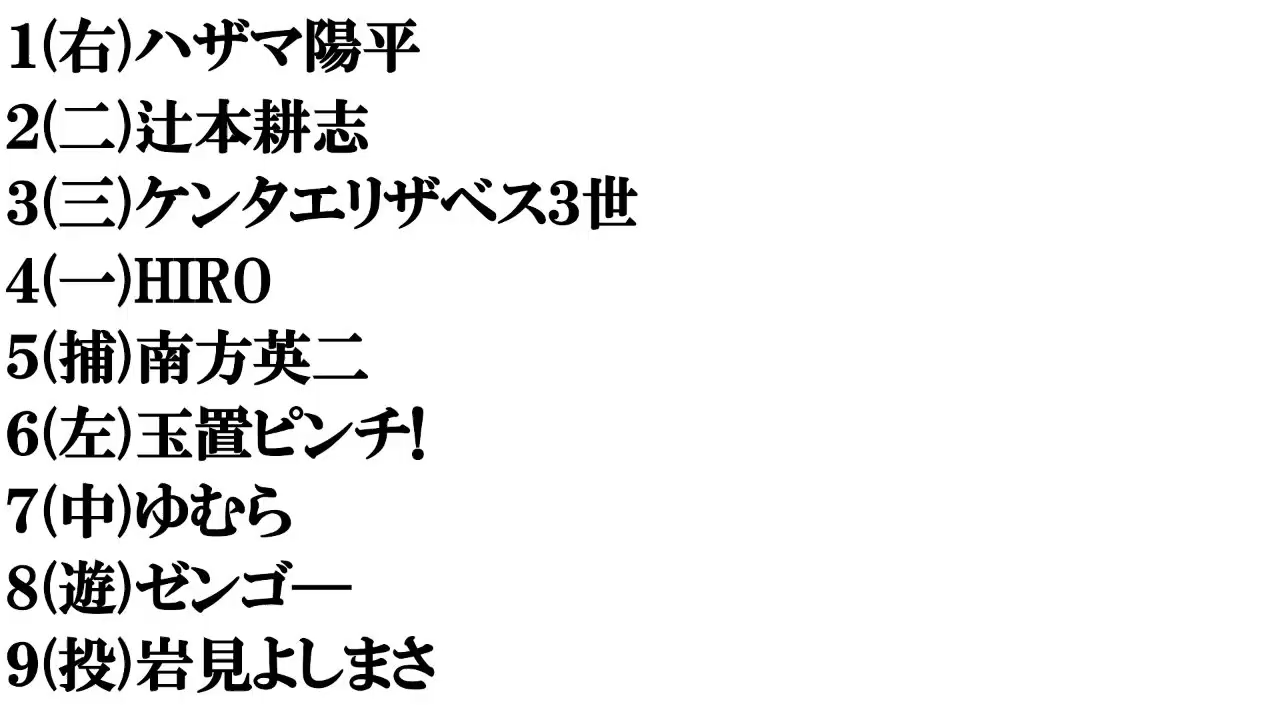 1(右)ハザマ陽平
2(二)辻本耕志
3(三)ケンタエリザベス3世
4(一)HIRO
5(捕)南方英二
6(左)玉置ピンチ!
7(中)ゆむら
8(遊)ゼンゴー
9(投)岩見よしまさ